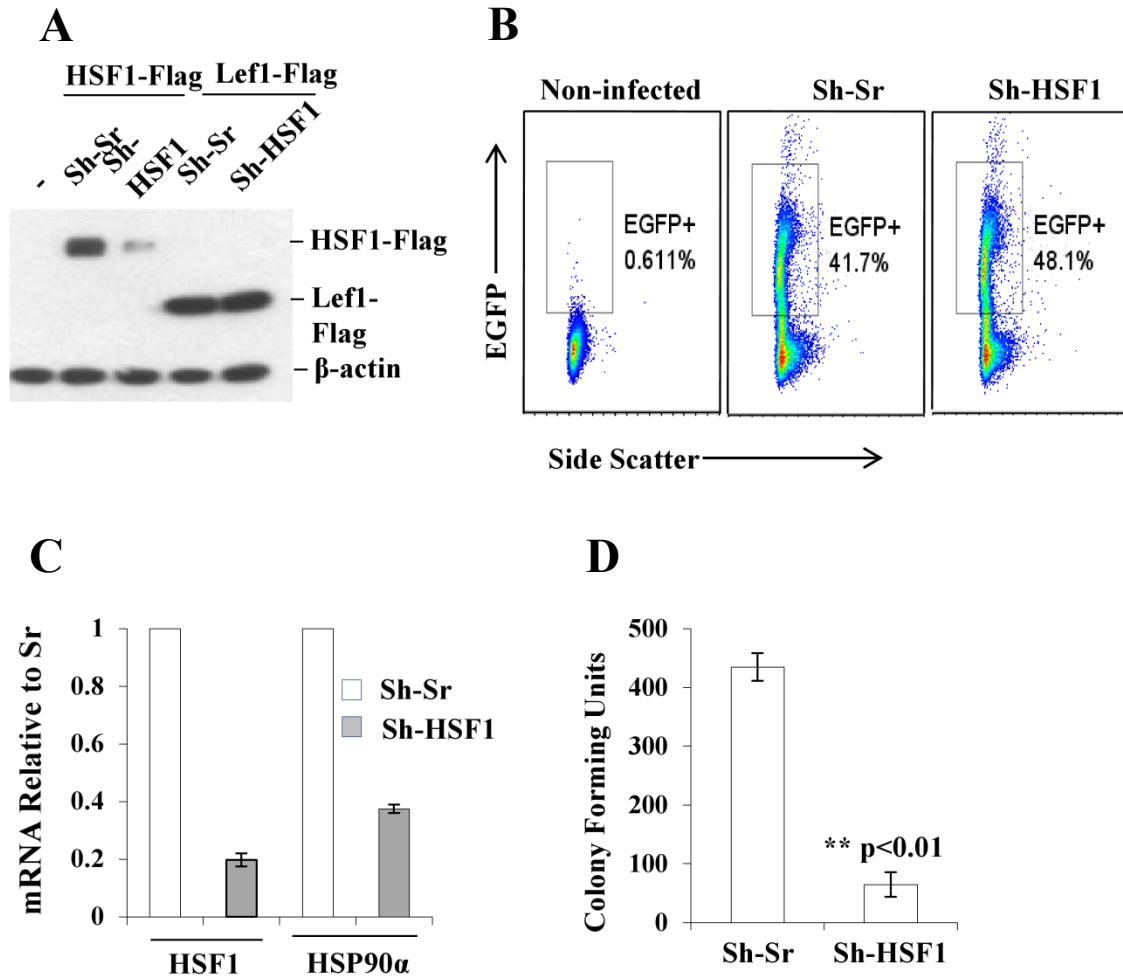 A
HSF1-Flag Lef1-Flag
-
Sh-Sr
Sh-
HSF1
Sh-Sr
Sh-HSF1
HSF1-Flag
Lef1-
Flag
β-actin
B
Non-infected Sh-Sr Sh-HSF1
EGFP
EGFP+
0.611%
EGFP+
41.7%
EGFP+
48.1%
Side Scatter
C
mRNA Relative to Sr
1
0.8
0.6
0.4
0.2
0
Sh-Sr
Sh-HSF1
HSF1 HSP90α
D
Colony Forming Units
500
400
300
200
100
0
** p<0.01
Sh-Sr Sh-HSF1